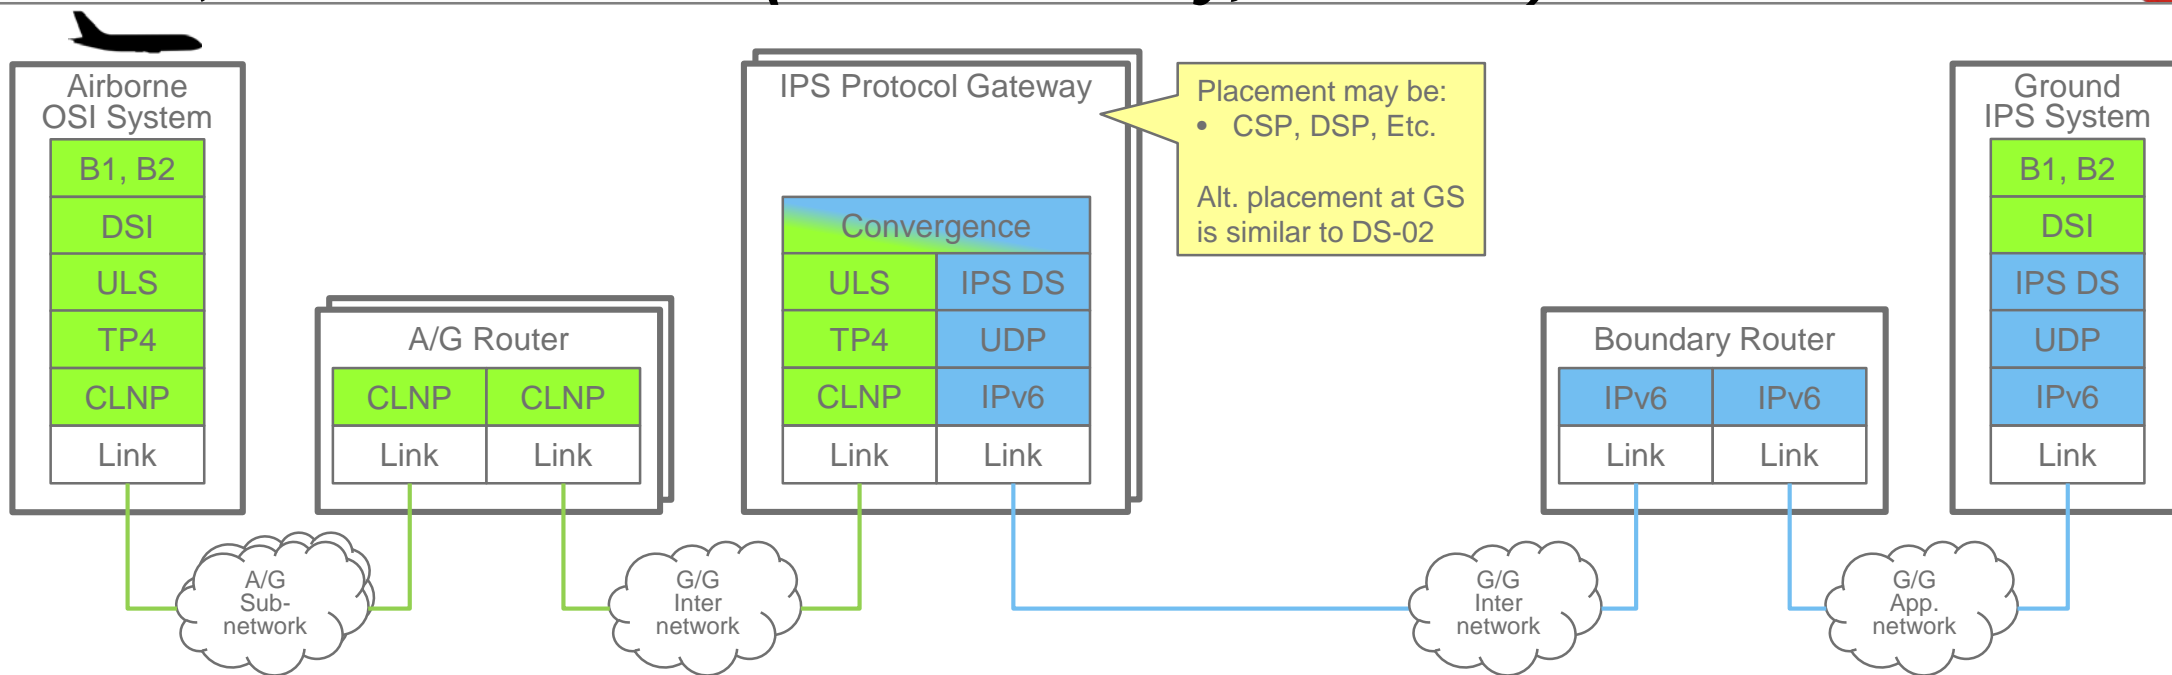 Airborne
OSI System
B1, B2
DSI
ULS
TP4
CLNP
Link
A/G Router
CLNP CLNP
Link Link
IPS Protocol Gateway
Convergence
ULS IPS DS
TP4 UDP
CLNP IPv6
Link Link
Placement may be:
• CSP, DSP, Etc.
Alt. placement at GS
is similar to DS-02
Boundary Router
IPv6 IPv6
Link Link
Ground
IPS System
B1, B2
DSI
IPS DS
UDP
IPv6
Link
A/G
Sub-
network
G/G
Inter
network
G/G
Inter
network
G/G
App.
network